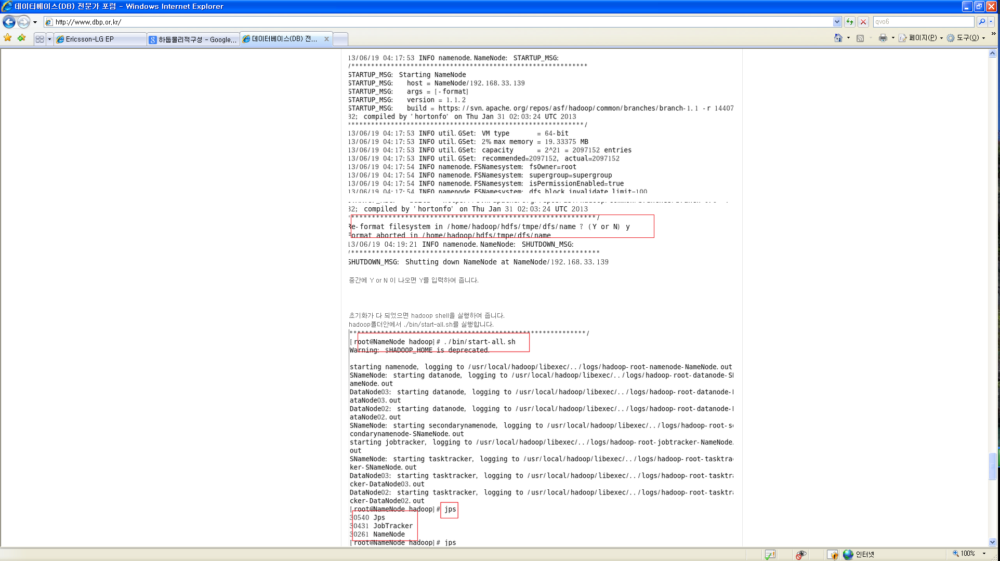 데이터베이스(DB) 전문가 포럼 - Windows Internet Explorer
http://www.dbp.or.kr/
qvo6
Ericsson-LG EP
하둡물리적구성 - Google...
데이터베이스(DB) 전...
페이지(P)
도구(O)
13/06/19 04:17:53 INFO namenode.NameNode: STARTUP_MSG:
/************************************************************
STARTUP_MSG: Starting NameNode
STARTUP_MSG:   host = NameNode/192.168.33.139
STARTUP_MSG:   args = [-format]
STARTUP_MSG:   version = 1.1.2
STARTUP_MSG:   build = https://svn.apache.org/repos/asf/hadoop/common/branches/branch-1.1 -r 14407
82; compiled by 'hortonfo' on Thu Jan 31 02:03:24 UTC 2013
************************************************************/
13/06/19 04:17:53 INFO util.GSet: VM type       = 64-bit
13/06/19 04:17:53 INFO util.GSet: 2% max memory = 19.33375 MB
13/06/19 04:17:53 INFO util.GSet: capacity      = 2^21 = 2097152 entries
13/06/19 04:17:53 INFO util.GSet: recommended=2097152, actual=2097152
13/06/19 04:17:54 INFO namenode.FSNamesystem: fsOwner=root
13/06/19 04:17:54 INFO namenode.FSNamesystem: supergroup=supergroup
13/06/19 04:17:54 INFO namenode.FSNamesystem: isPermissionEnabled=true
13/06/19 04:17:54 INFO namenode.FSNamesystem: dfs.block.invalidate.limit=100
82; compiled by 'hortonfo' on Thu Jan 31 02:03:24 UTC 2013
************************************************************/
Re-format filesystem in /home/hadoop/hdfs/tmpe/dfs/name ? (Y or N) y
Format aborted in /home/hadoop/hdfs/tmpe/dfs/name
13/06/19 04:19:21 INFO namenode.NameNode: SHUTDOWN_MSG:
/************************************************************
SHUTDOWN_MSG: Shutting down NameNode at NameNode/192.168.33.139
중간에 Y or N 이 나오면 Y를 입력하여 줍니다.
초기화가 다 되었으면 hadoop shell을 실행하여 줍니다.
hadoop폴더안에서 ./bin/start-all.sh를 실행합니다.
************************************************************/
[root@NameNode hadoop]# ./bin/start-all.sh
Warning: $HADOOP_HOME is deprecated.
starting namenode, logging to /usr/local/hadoop/libexec/../logs/hadoop-root-namenode-NameNode.out
SNameNode: starting datanode, logging to /usr/local/hadoop/libexec/../logs/hadoop-root-datanode-SN
ameNode.out
DataNode03: starting datanode, logging to /usr/local/hadoop/libexec/../logs/hadoop-root-datanode-D
ataNode03.out
DataNode02: starting datanode, logging to /usr/local/hadoop/libexec/../logs/hadoop-root-datanode-D
ataNode02.out
SNameNode: starting secondarynamenode, logging to /usr/local/hadoop/libexec/../logs/hadoop-root-se
condarynamenode-SNameNode.out
starting jobtracker, logging to /usr/local/hadoop/libexec/../logs/hadoop-root-jobtracker-NameNode.
out
SNameNode: starting tasktracker, logging to /usr/local/hadoop/libexec/../logs/hadoop-root-tasktrac
ker-SNameNode.out
DataNode03: starting tasktracker, logging to /usr/local/hadoop/libexec/../logs/hadoop-root-tasktra
cker-DataNode03.out
DataNode02: starting tasktracker, logging to /usr/local/hadoop/libexec/../logs/hadoop-root-tasktra
cker-DataNode02.out
[root@NameNode hadoop]# jps
30540 Jps
30431 JobTracker
30261 NameNode
[root@NameNode hadoop]# jps
인터넷
100%